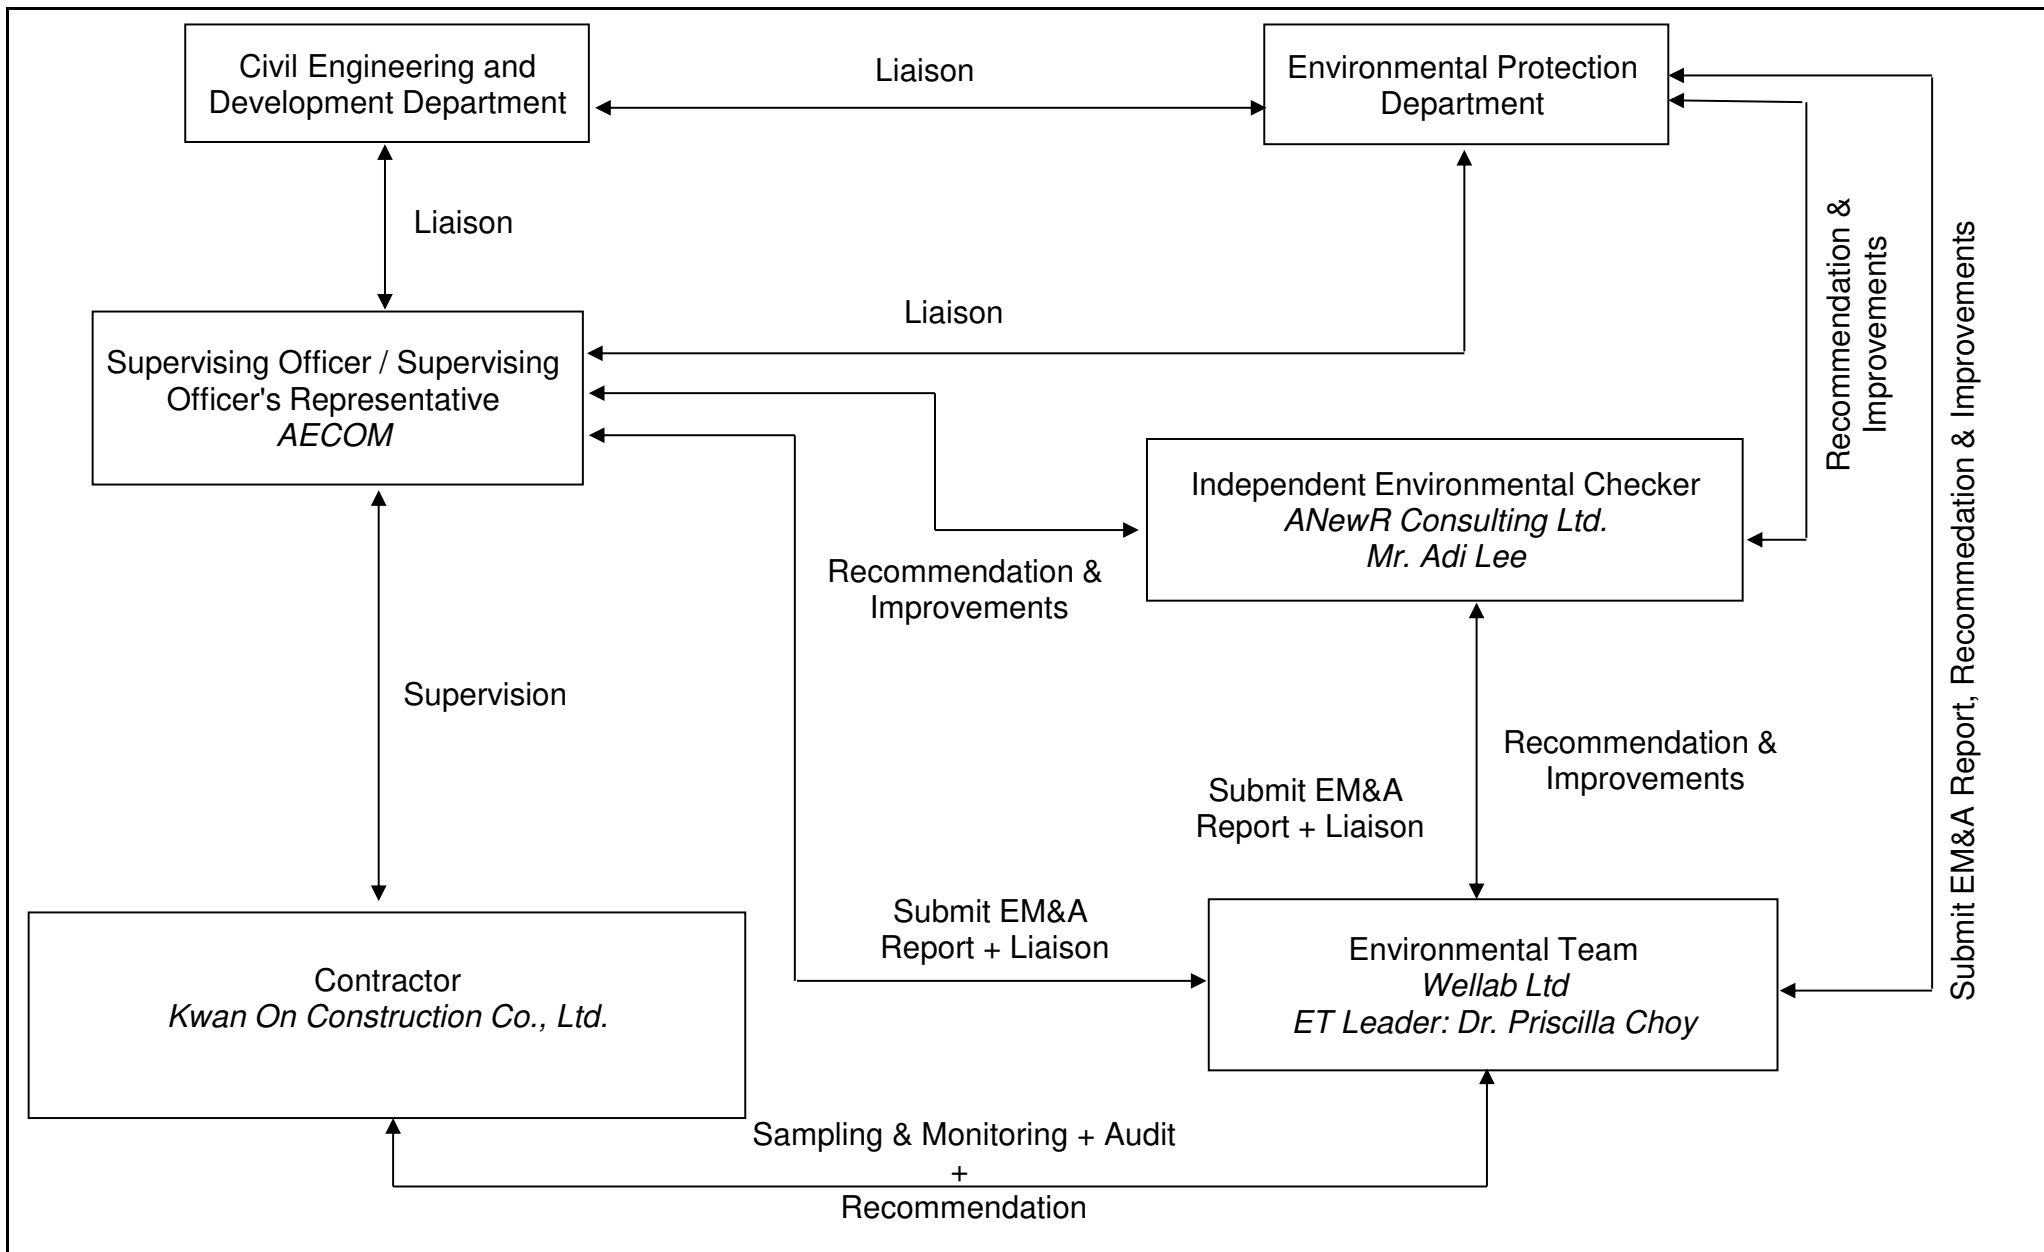 Civil Engineering and
Development Department
Liaison
Environmental Protection
Department
Liaison
Liaison
Recommendation &
Improvements
Submit EM&A Report, Recommedation & Improvements
Supervising Officer / Supervising
Officer's Representative
AECOM
Independent Environmental Checker
ANewR Consulting Ltd.
Mr. Adi Lee
Recommendation &
Improvements
Supervision
Recommendation &
Improvements
Submit EM&A
Report + Liaison
Submit EM&A
Report + Liaison
Contractor
Kwan On Construction Co., Ltd.
Environmental Team
Wellab Ltd
ET Leader: Dr. Priscilla Choy
Sampling & Monitoring + Audit
+
Recommendation